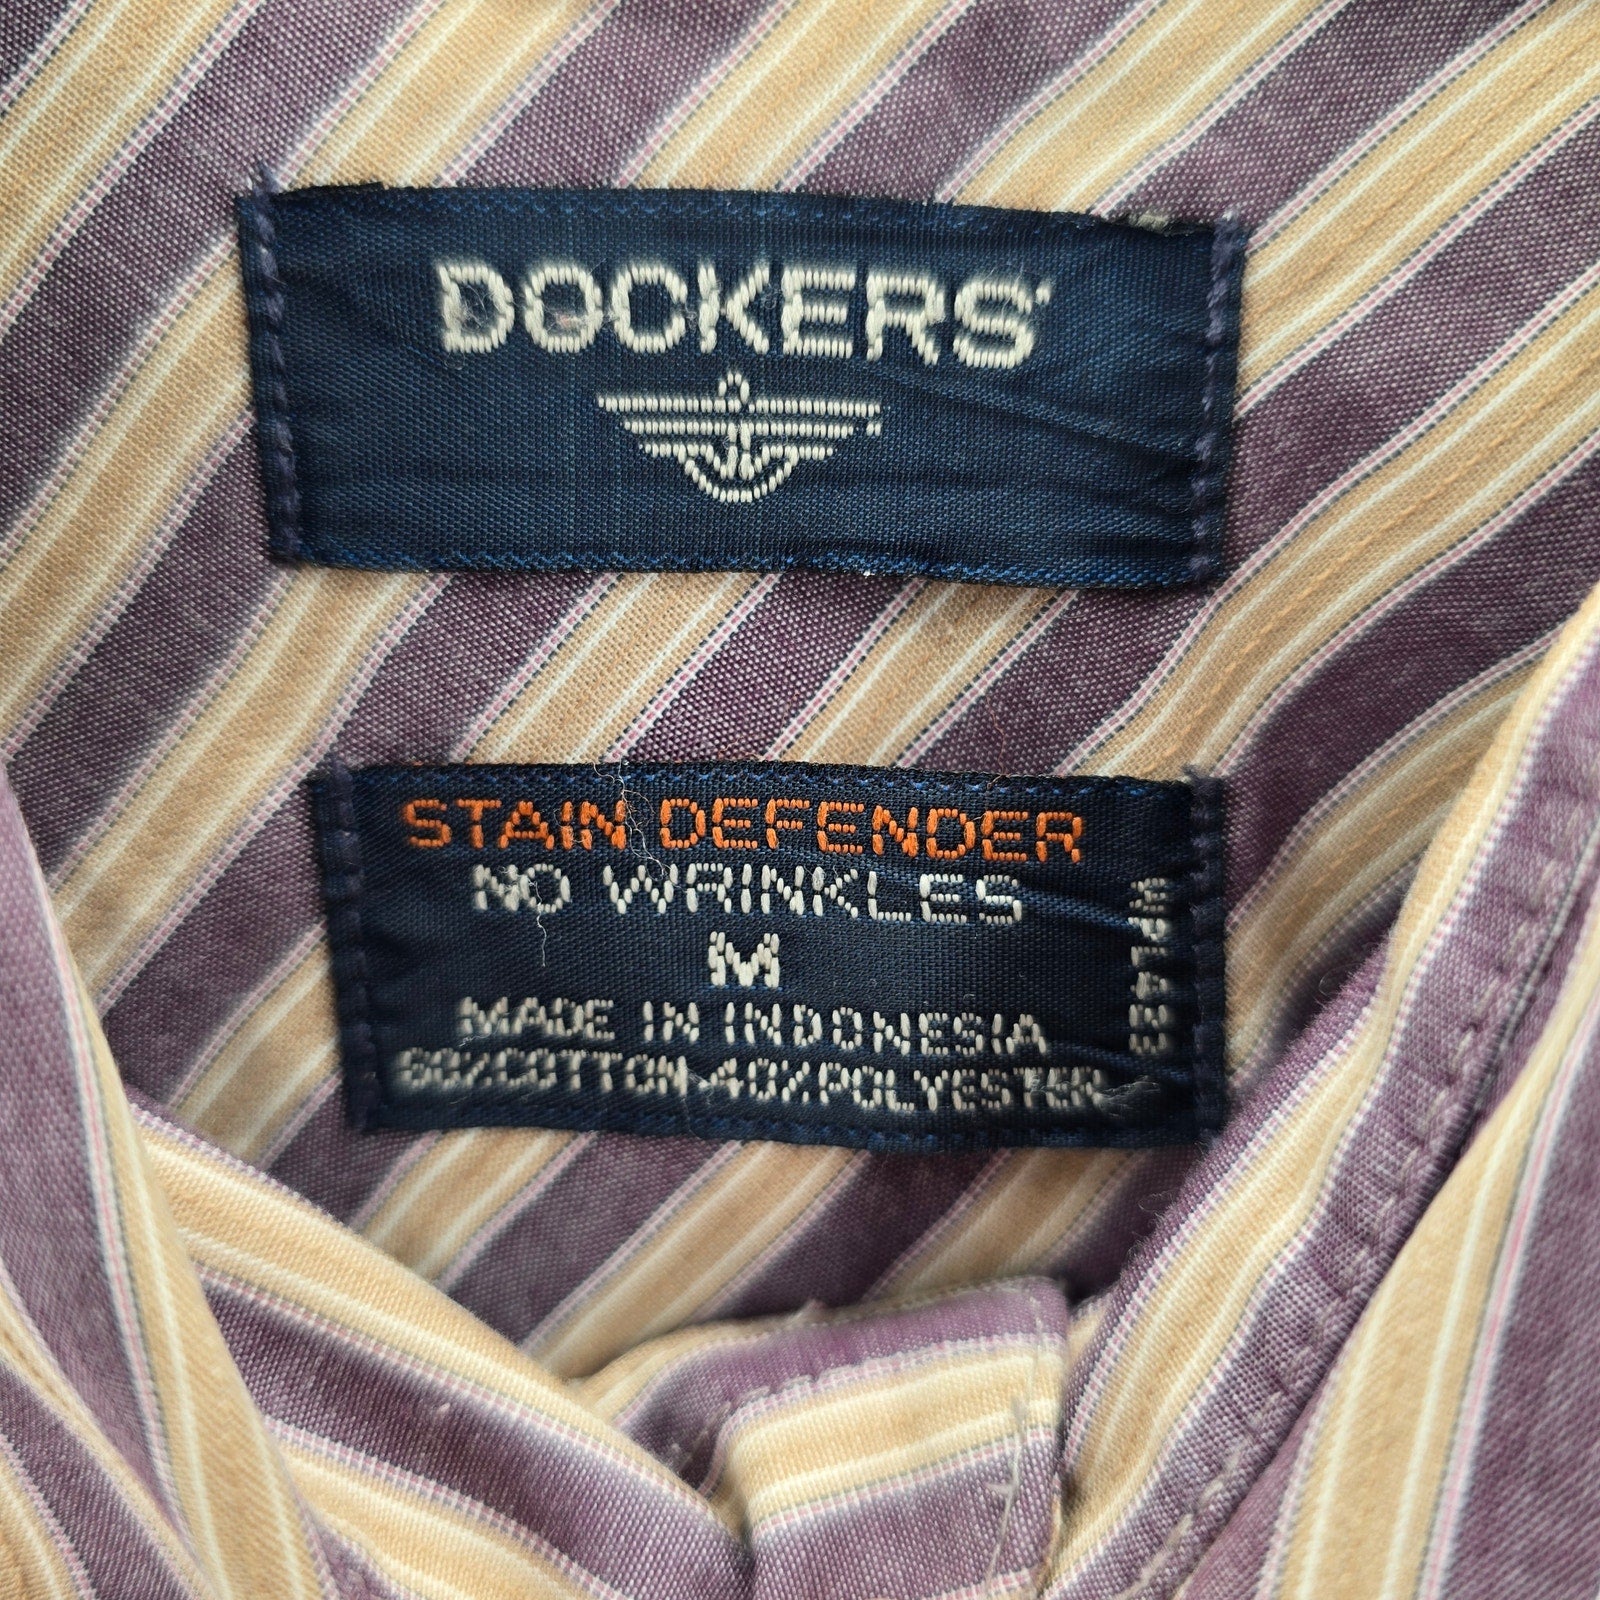 DOCKERS
STAIN DEFENDER
NO WRINKLES
M
MADE IN INDONESIA
60% COTTON 40% POLYESTER